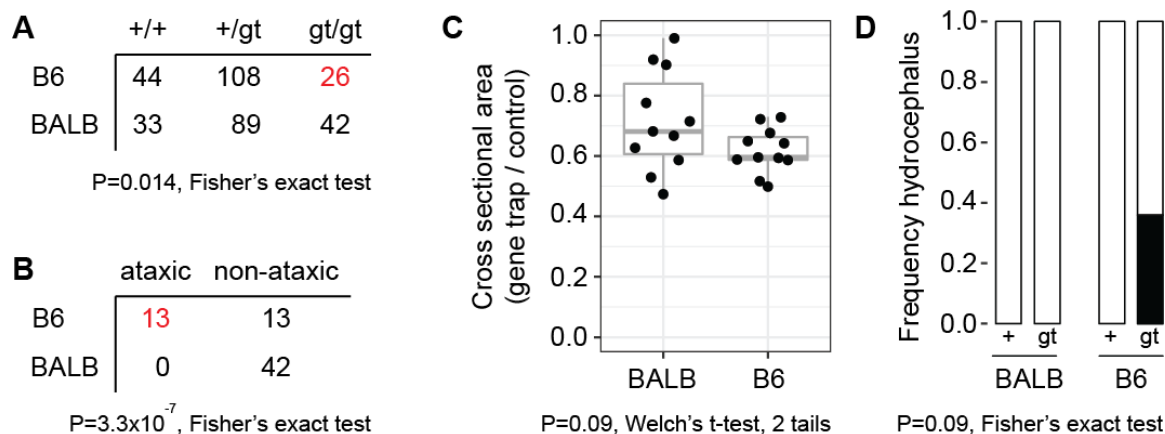 A
+/+ +/gt gt/gt
B6 44 108 26
BALB 33 89 42
P=0.014, Fisher's exact test
B
ataxic non-ataxic
B6 13 13
BALB 0 42
P=3.3x10⁻⁷, Fisher's exact test
C
Cross sectional area
(gene trap / control)
1.0
0.8
0.6
0.4
0.2
0.0
BALB B6
P=0.09, Welch's t-test, 2 tails
D
Frequency hydrocephalus
1.0
0.8
0.6
0.4
0.2
0.0
+ gt + gt
BALB B6
P=0.09, Fisher's exact test